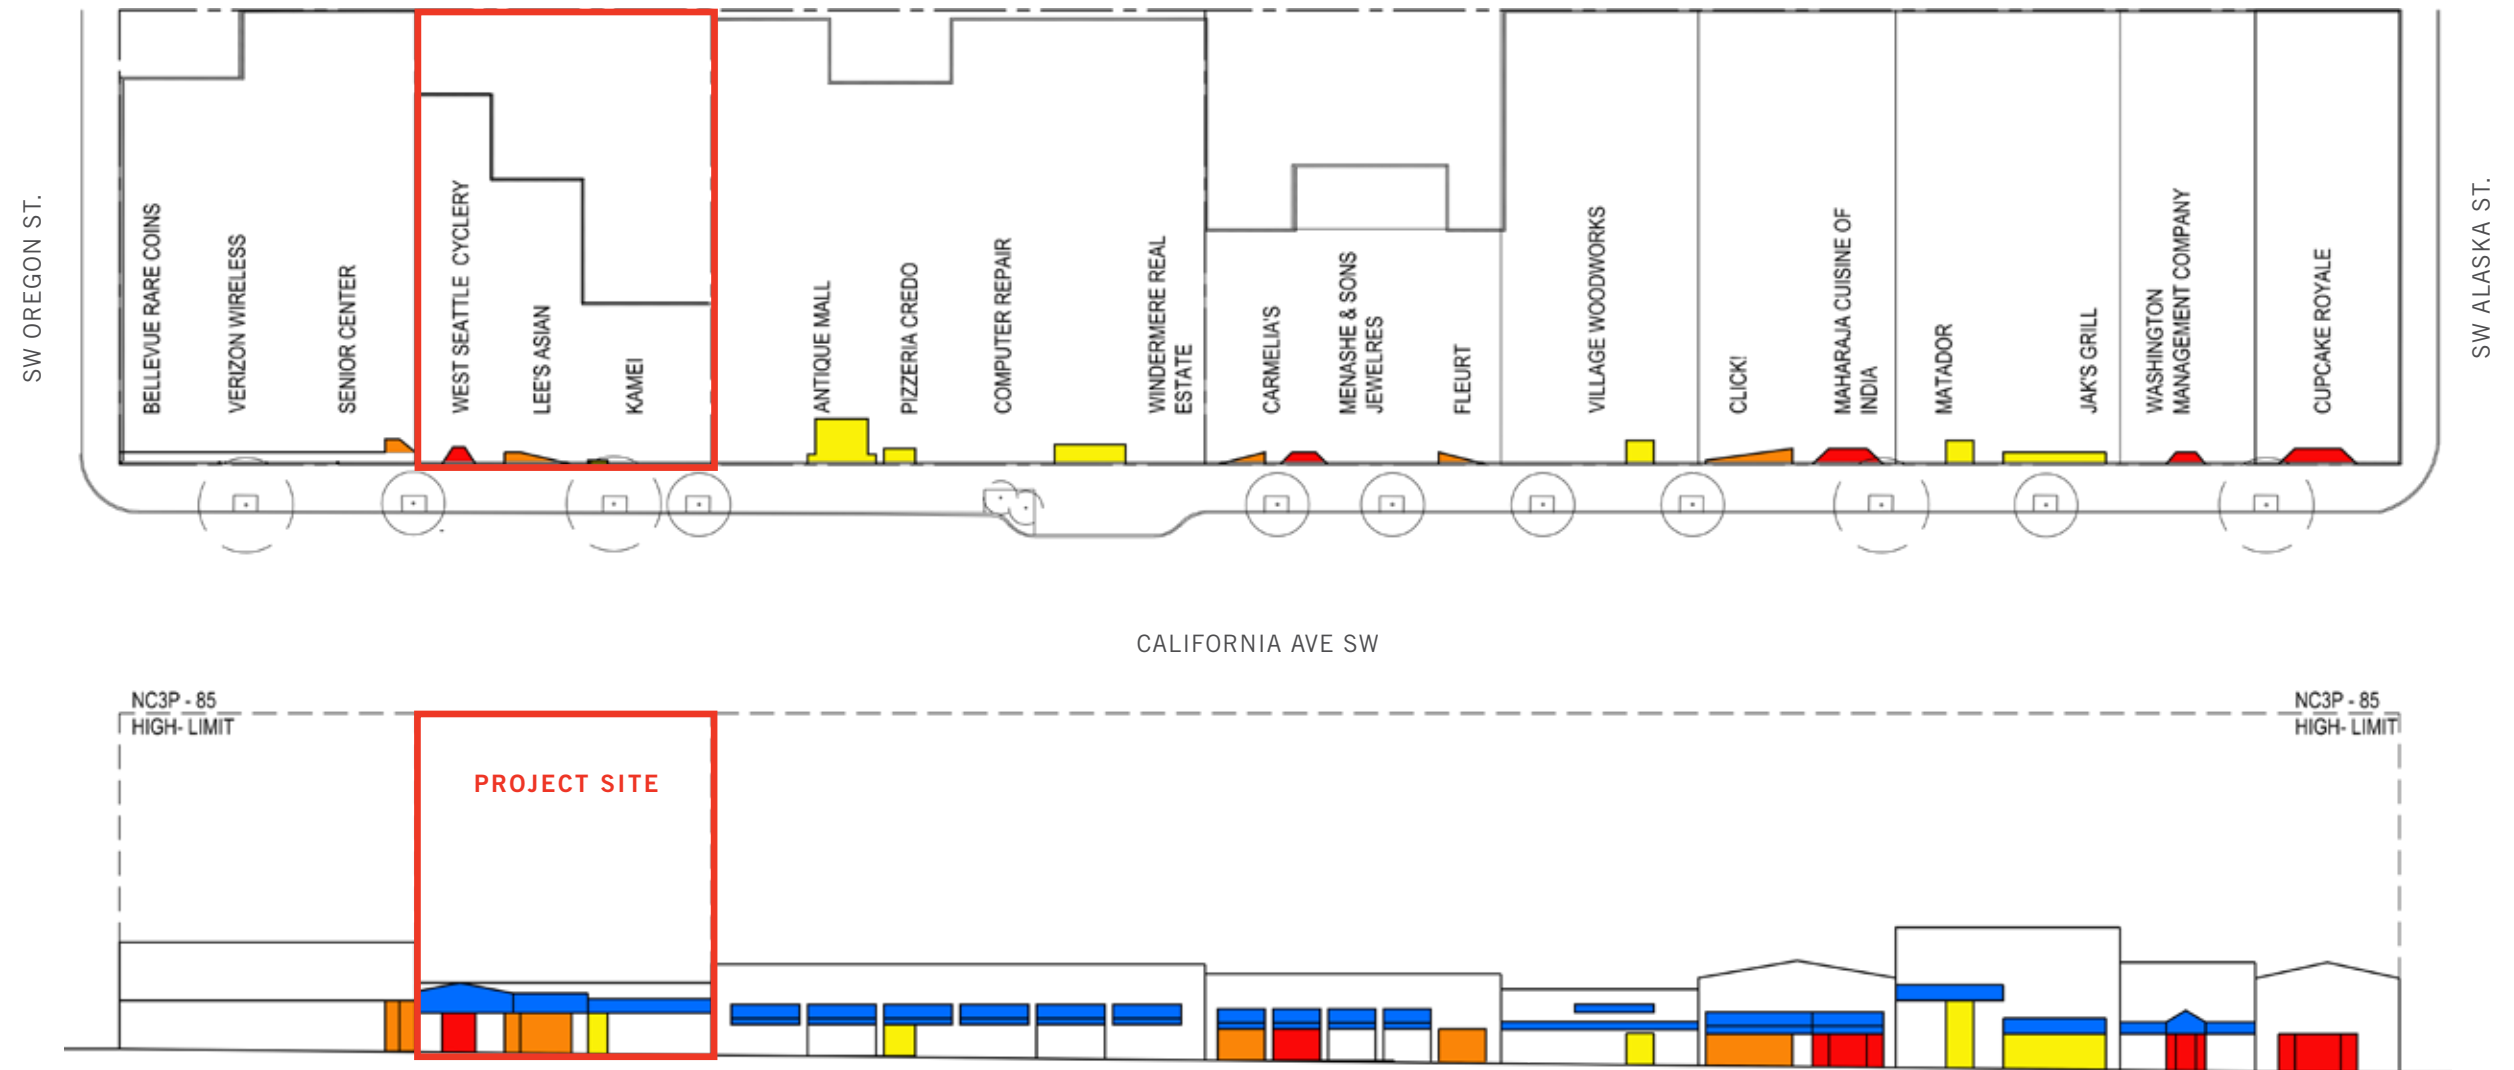 SW OREGON ST.
BELLEVUE RARE COINS
VERIZON WIRELESS
SENIOR CENTER
WEST SEATTLE CYCLERY
LEE'S ASIAN
KAMEI
ANTIQUE MALL
PIZZERIA CREDO
COMPUTER REPAIR
WINDERMERE REAL
ESTATE
CARMELIA'S
MENASHE & SONS
JEWELRES
FLEURT
VILLAGE WOODWORKS
CLICK!
MAHARAJA CUISINE OF
INDIA
MATADOR
JAK'S GRILL
WASHINGTON
MANAGEMENT COMPANY
CUPCAKE ROYALE
SW ALASKA ST.
CALIFORNIA AVE SW
NC3P - 85
HIGH- LIMIT
PROJECT SITE
NC3P - 85
HIGH- LIMIT